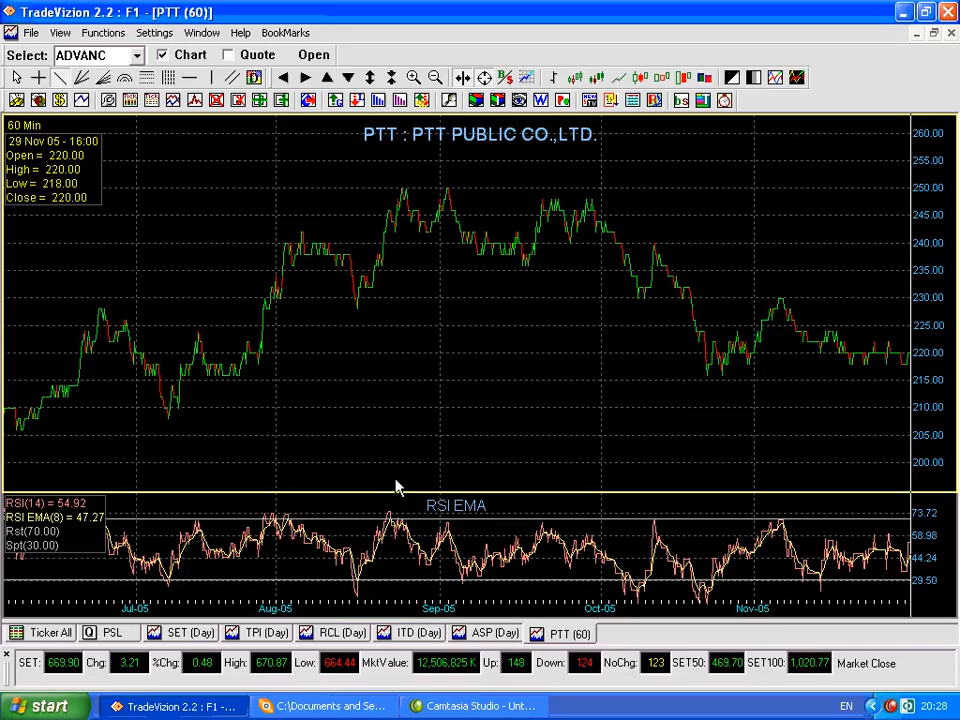 TradeVizion 2.2 : F1 - [PTT (60)]
File View Functions Settings Window Help BookMarks
Select: ADVANC Chart Quote Open
60 Min
29 Nov 05 - 16:00
Open = 220.00
High = 220.00
Low = 218.00
Close = 220.00
PTT : PTT PUBLIC CO.,LTD.
260.00
255.00
250.00
245.00
240.00
235.00
230.00
225.00
220.00
215.00
210.00
205.00
200.00
RSI(14) = 54.92
RSI EMA(8) = 47.27
Rst(70.00)
Spt(30.00)
RSI EMA
73.72
58.98
44.24
29.50
Jul-05 Aug-05 Sep-05 Oct-05 Nov-05
Ticker All PSL SET (Day) TPI (Day) RCL (Day) ITD (Day) ASP (Day) PTT (60)
SET: 669.90 Chg: 3.21 %Chg: 0.48 High: 670.87 Low: 664.44 MktValue: 12,506,825 K Up: 148 Down: 124 NoChg: 123 SET50: 469.70 SET100: 1,020.77 Market Close
start TradeVizion 2.2 : F1 -... C:\Documents and Se... Camtasia Studio - Unt... EN 20:28